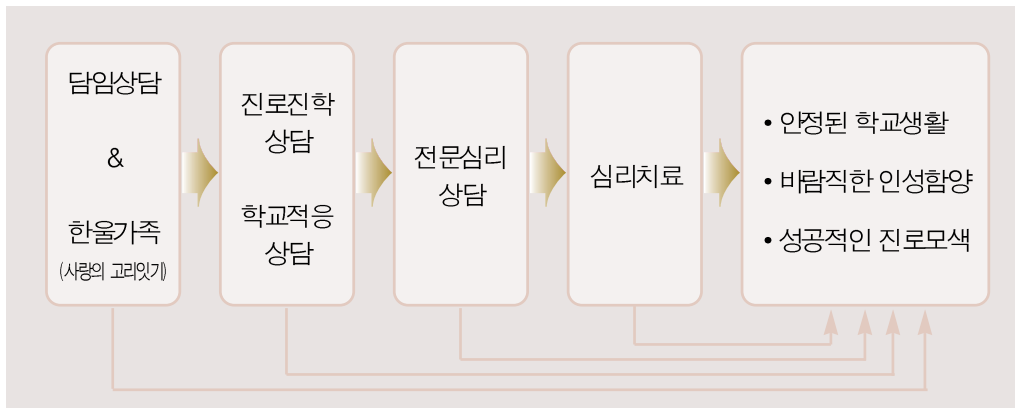 담임상담
&
한울가족
(사랑의 고리잇기)
진로진학
상담
학교적응
상담
전문심리
상담
심리치료
• 안정된 학교생활
• 바람직한 인성함양
• 성공적인 진로모색